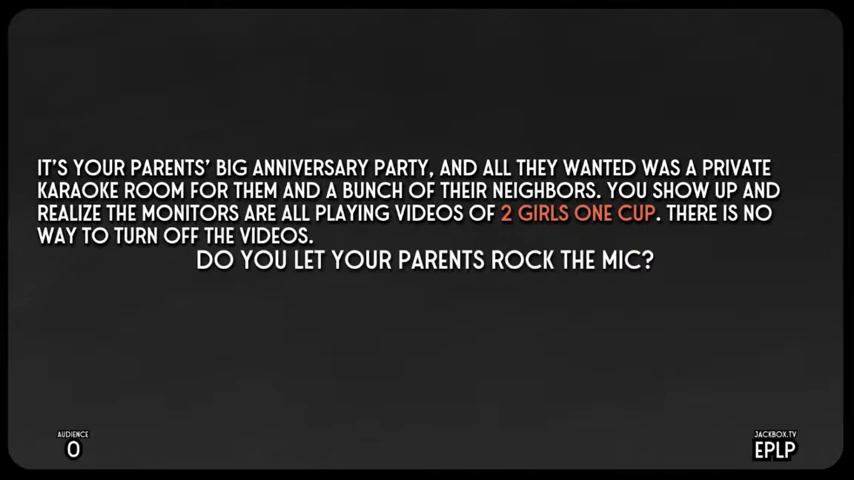 IT'S YOUR PARENTS' BIG ANNIVERSARY PARTY, AND ALL THEY WANTED WAS A PRIVATE
KARAOKE ROOM FOR THEM AND A BUNCH OF THEIR NEIGHBORS. YOU SHOW UP AND
REALIZE THE MONITORS ARE ALL PLAYING VIDEOS OF 2 GIRLS ONE CUP. THERE IS NO
WAY TO TURN OFF THE VIDEOS.
DO YOU LET YOUR PARENTS ROCK THE MIC?
AUDIENCE
0
JACKBOX.TV
EPLP